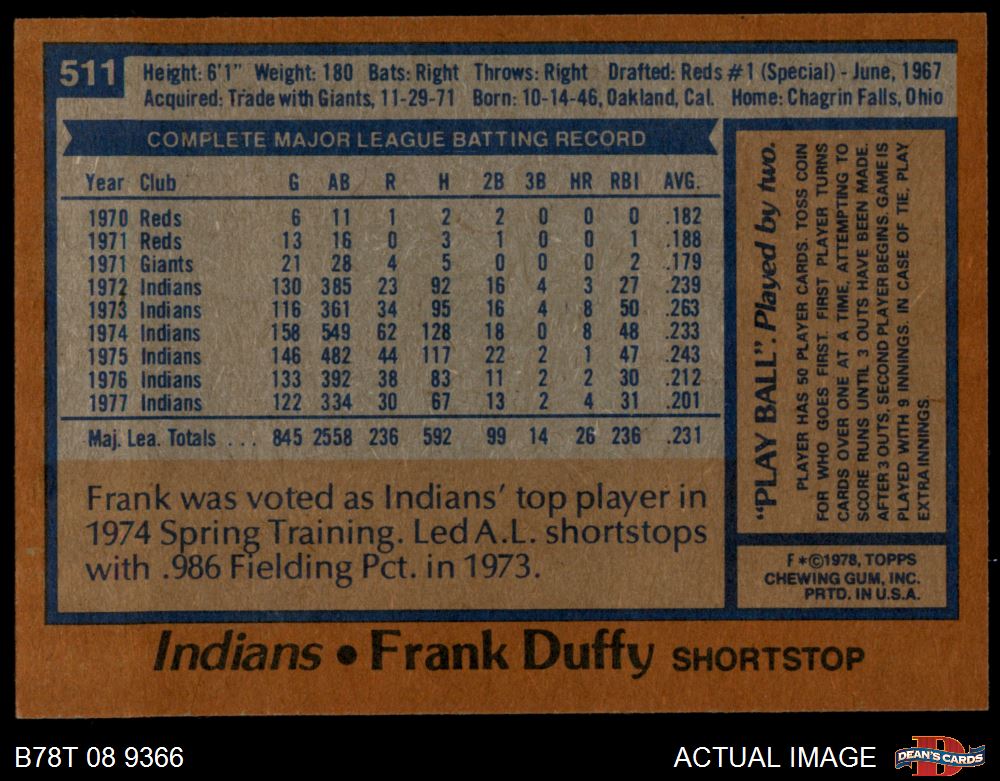 511
Height: 6'1" Weight: 180 Bats: Right Throws: Right Drafted: Reds #1 (Special) - June, 1967
Acquired: Trade with Giants, 11-29-71 Born: 10-14-46, Oakland, Cal. Home: Chagrin Falls, Ohio
COMPLETE MAJOR LEAGUE BATTING RECORD
Year Club G AB R H 2B 3B HR RBI AVG.
1970 Reds 6 11 1 2 2 0 0 0 .182
1971 Reds 13 16 0 3 1 0 0 1 .188
1971 Giants 21 28 4 5 0 0 0 2 .179
1972 Indians 130 385 23 92 16 4 3 27 .239
1973 Indians 116 361 34 95 16 4 8 50 .263
1974 Indians 158 549 62 128 18 0 8 48 .233
1975 Indians 146 482 44 117 22 2 1 47 .243
1976 Indians 133 392 38 83 11 2 2 30 .212
1977 Indians 122 334 30 67 13 2 4 31 .201
Maj. Lea. Totals . . . 845 2558 236 592 99 14 26 236 .231
Frank was voted as Indians' top player in
1974 Spring Training. Led A.L. shortstops
with .986 Fielding Pct. in 1973.
"PLAY BALL". Played by two.
PLAYER HAS 50 PLAYER CARDS. TOSS COIN
FOR WHO GOES FIRST. FIRST PLAYER TURNS
CARDS OVER ONE AT A TIME, ATTEMPTING TO
SCORE RUNS UNTIL 3 OUTS HAVE BEEN MADE.
AFTER 3 OUTS, SECOND PLAYER BEGINS. GAME IS
PLAYED WITH 9 INNINGS. IN CASE OF TIE, PLAY
EXTRA INNINGS.
F *©1978, TOPPS
CHEWING GUM, INC.
PRTD. IN U.S.A.
Indians • Frank Duffy SHORTSTOP
B78T 08 9366
ACTUAL IMAGE
D
DEAN'S CARDS